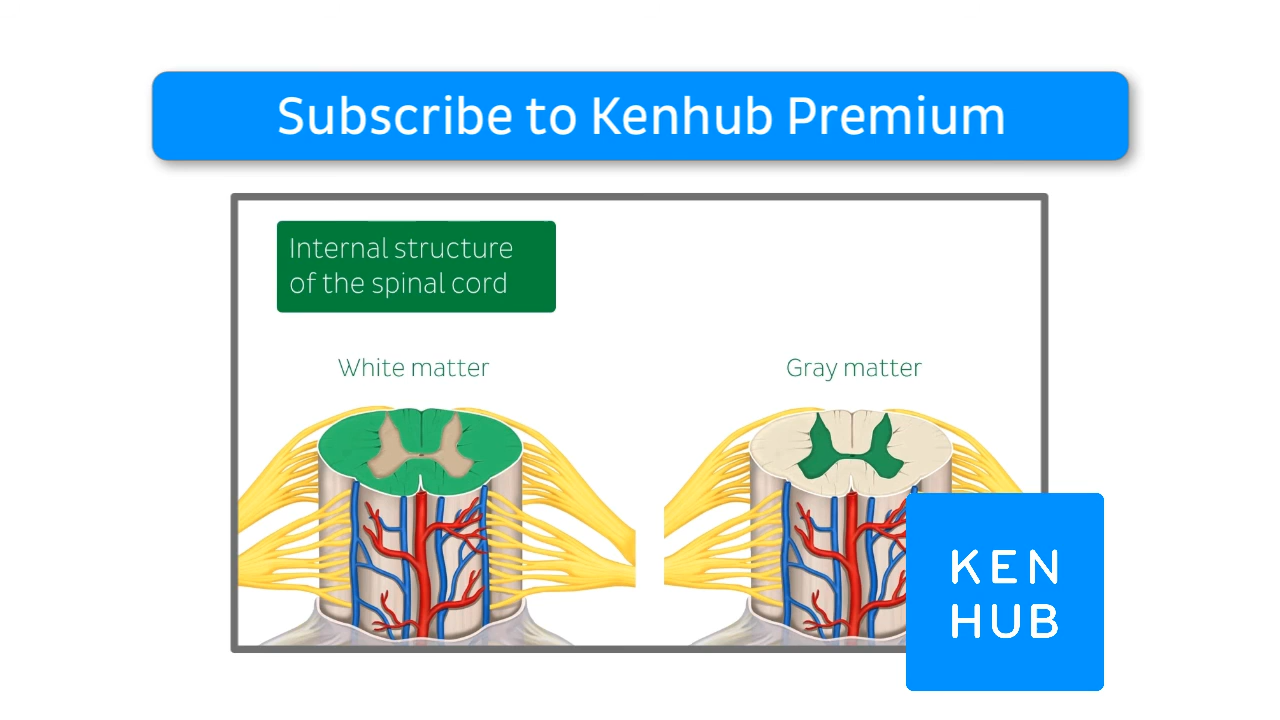 Subscribe to Kenhub Premium
Internal structure
of the spinal cord
White matter
Gray matter
KEN
HUB